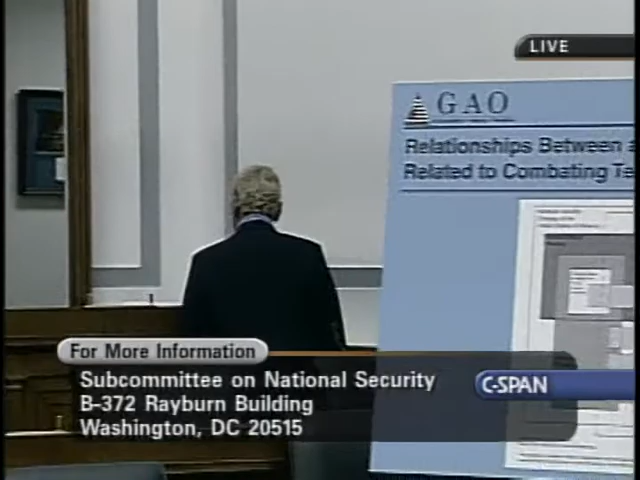 LIVE
GAO
Relationships Between
Related to Combating Te
For More Information
Subcommittee on National Security
B-372 Rayburn Building
Washington, DC 20515
C-SPAN